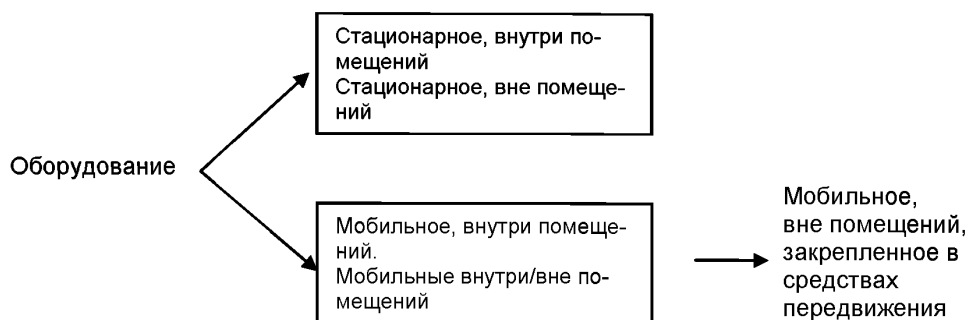 Стационарное, внутри по-
мещений
Стационарное, вне помеще-
ний
Оборудование
Мобильное, внутри помеще-
ний.
Мобильные внутри/вне по-
мещений
Мобильное,
вне помещений,
закрепленное в
средствах
передвижения